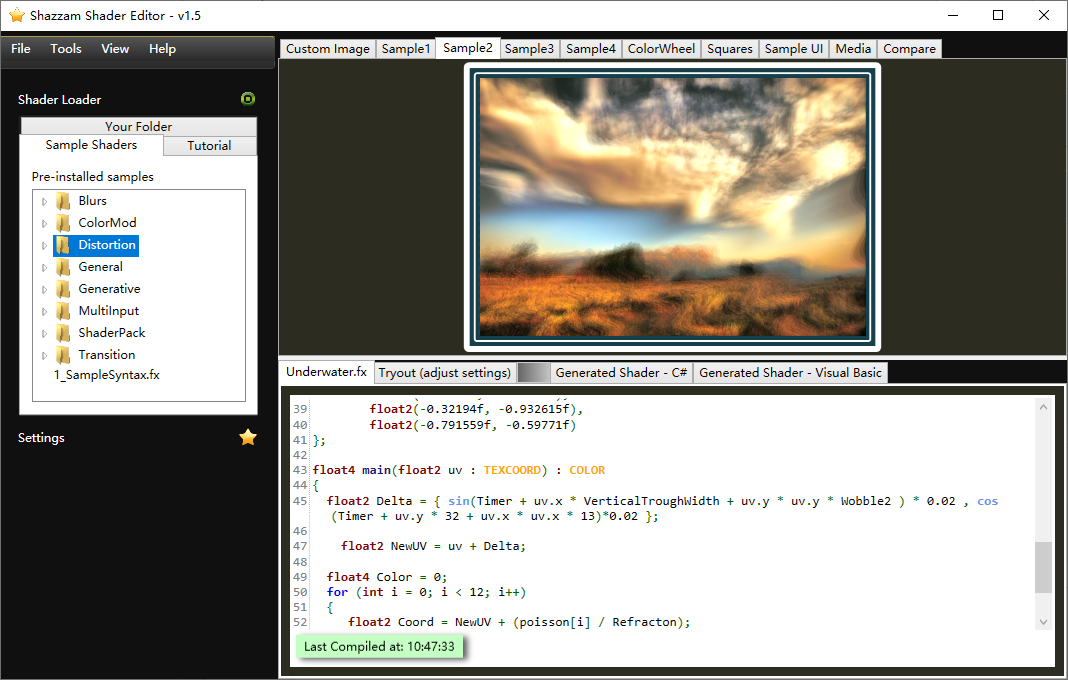 Shazzam Shader Editor - v1.5
File Tools View Help
Shader Loader
Your Folder
Sample Shaders Tutorial
Pre-installed samples
Blurs
ColorMod
Distortion
General
Generative
MultiInput
ShaderPack
Transition
1_SampleSyntax.fx
Settings
Custom Image Sample1 Sample2 Sample3 Sample4 ColorWheel Squares Sample UI Media Compare
Underwater.fx Tryout (adjust settings) Generated Shader - C# Generated Shader - Visual Basic
39 float2(-0.32194f, -0.932615f),
40 float2(-0.791559f, -0.59771f)
41 };
42
43 float4 main(float2 uv : TEXCOORD) : COLOR
44 {
45 float2 Delta = { sin(Timer + uv.x * VerticalTroughWidth + uv.y * uv.y * Wobble2 ) * 0.02 , cos
(Timer + uv.y * 32 + uv.x * uv.x * 13)*0.02 };
46
47 float2 NewUV = uv + Delta;
48
49 float4 Color = 0;
50 for (int i = 0; i < 12; i++)
51 {
52 float2 Coord = NewUV + (poisson[i] / Refracton);
Last Compiled at: 10:47:33